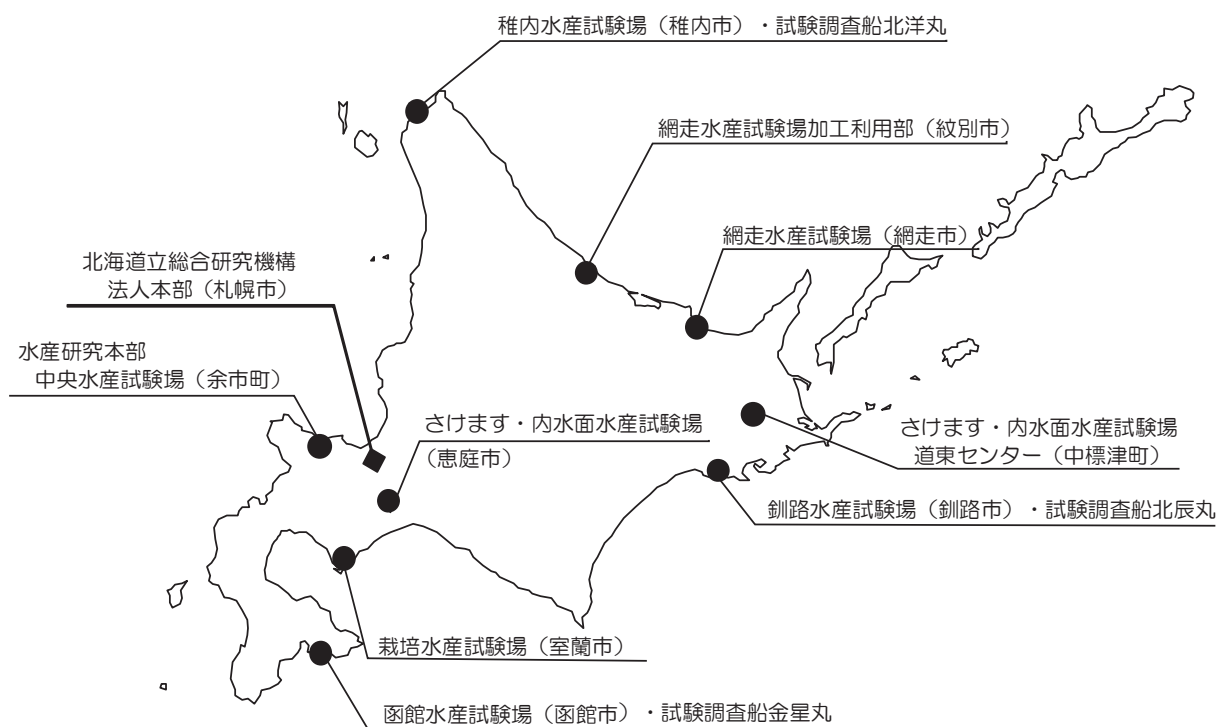 稚内水産試験場（稚内市）・試験調査船北洋丸
網走水産試験場加工利用部（紋別市）
網走水産試験場（網走市）
北海道立総合研究機構
法人本部（札幌市）
水産研究本部
中央水産試験場（余市町）
さけます・内水面水産試験場
（恵庭市）
さけます・内水面水産試験場
道東センター（中標津町）
釧路水産試験場（釧路市）・試験調査船北辰丸
栽培水産試験場（室蘭市）
函館水産試験場（函館市）・試験調査船金星丸